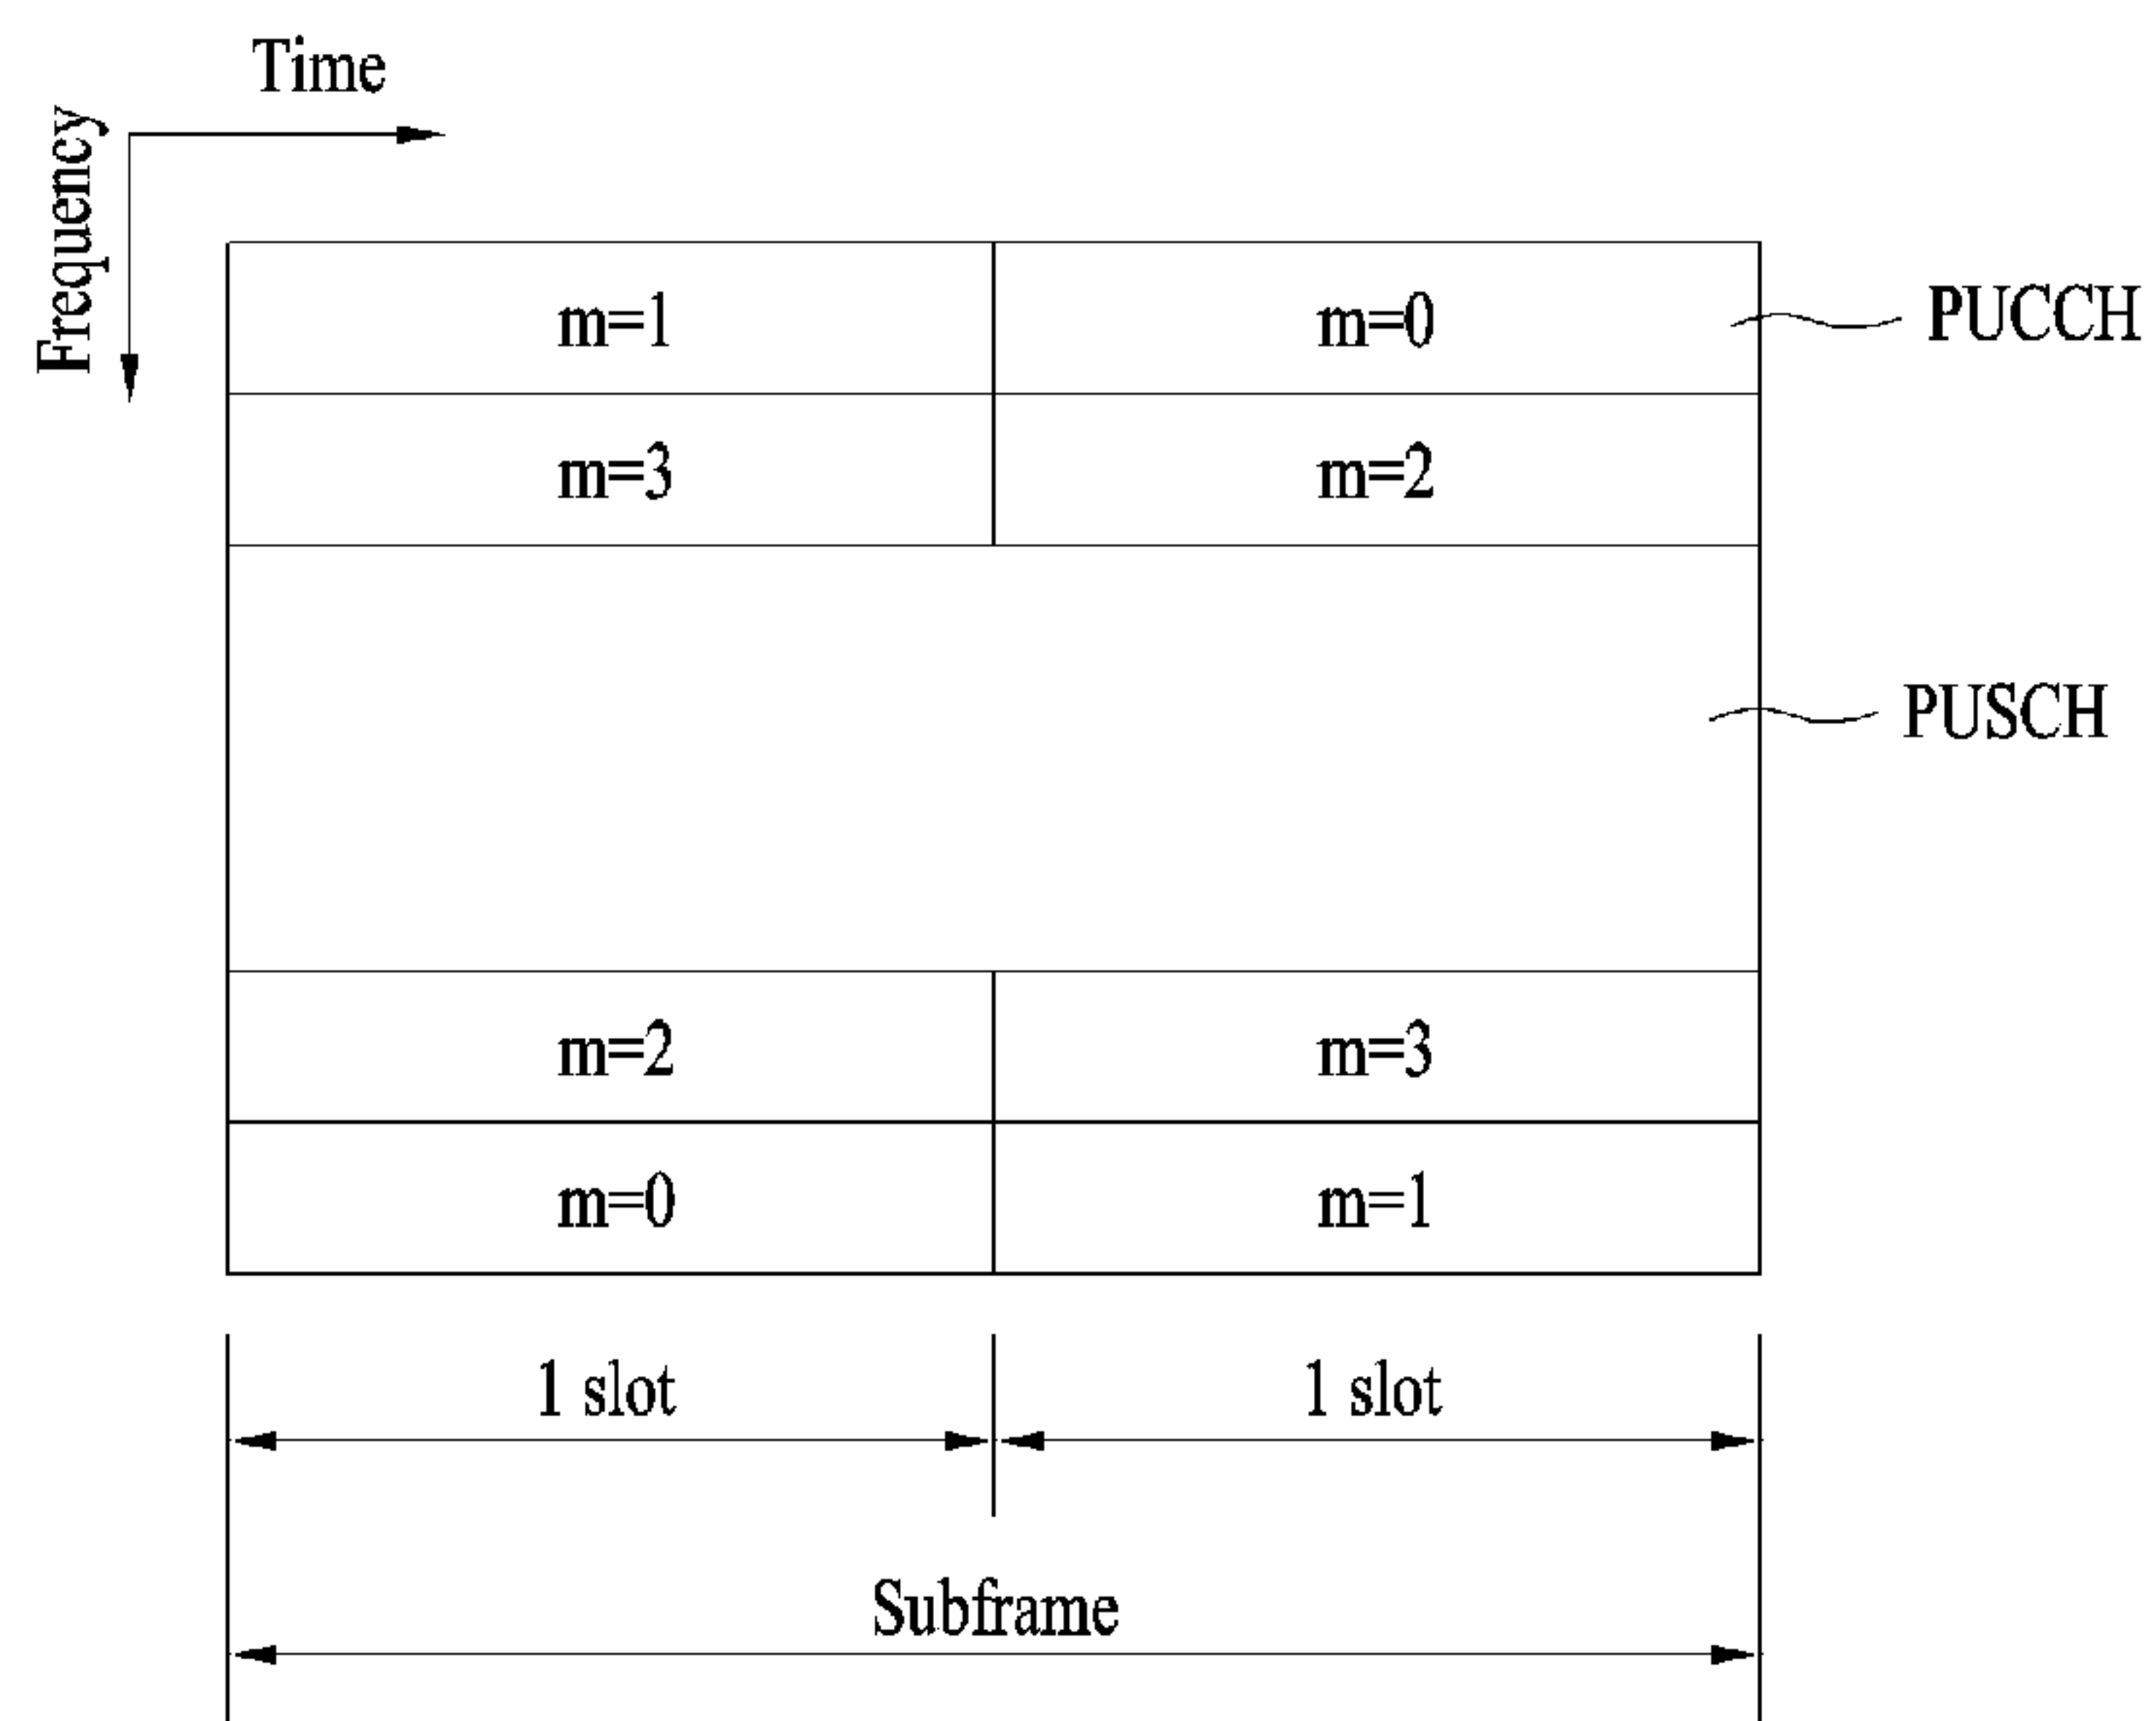 Time
Frequency
m=1 m=0 PUCCH
m=3 m=2
PUSCH
m=2 m=3
m=0 m=1
1 slot 1 slot
Subframe